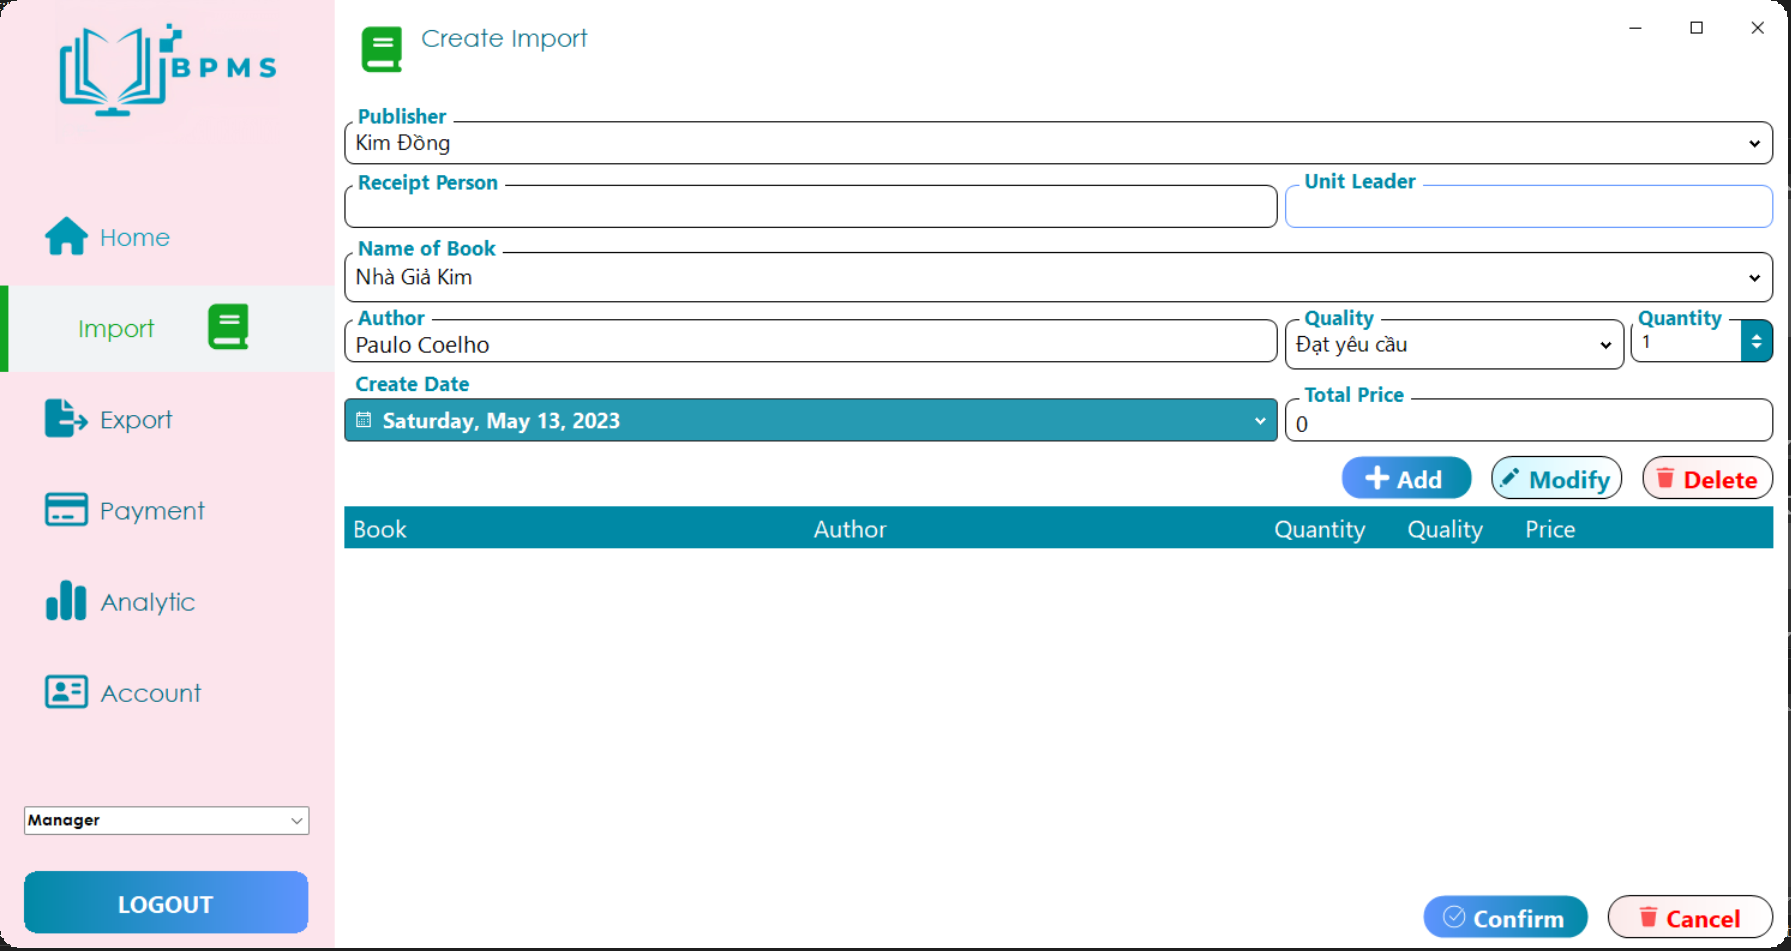 BPMS
Create Import
Publisher
Kim Đồng
Receipt Person
Unit Leader
Name of Book
Nhà Giả Kim
Author
Quality
Quantity
Paulo Coelho
Đạt yêu cầu
1
Create Date
Total Price
Saturday, May 13, 2023
0
Add
Modify
Delete
Book Author Quantity Quality Price
Home
Import
Export
Payment
Analytic
Account
Manager
LOGOUT
Confirm
Cancel